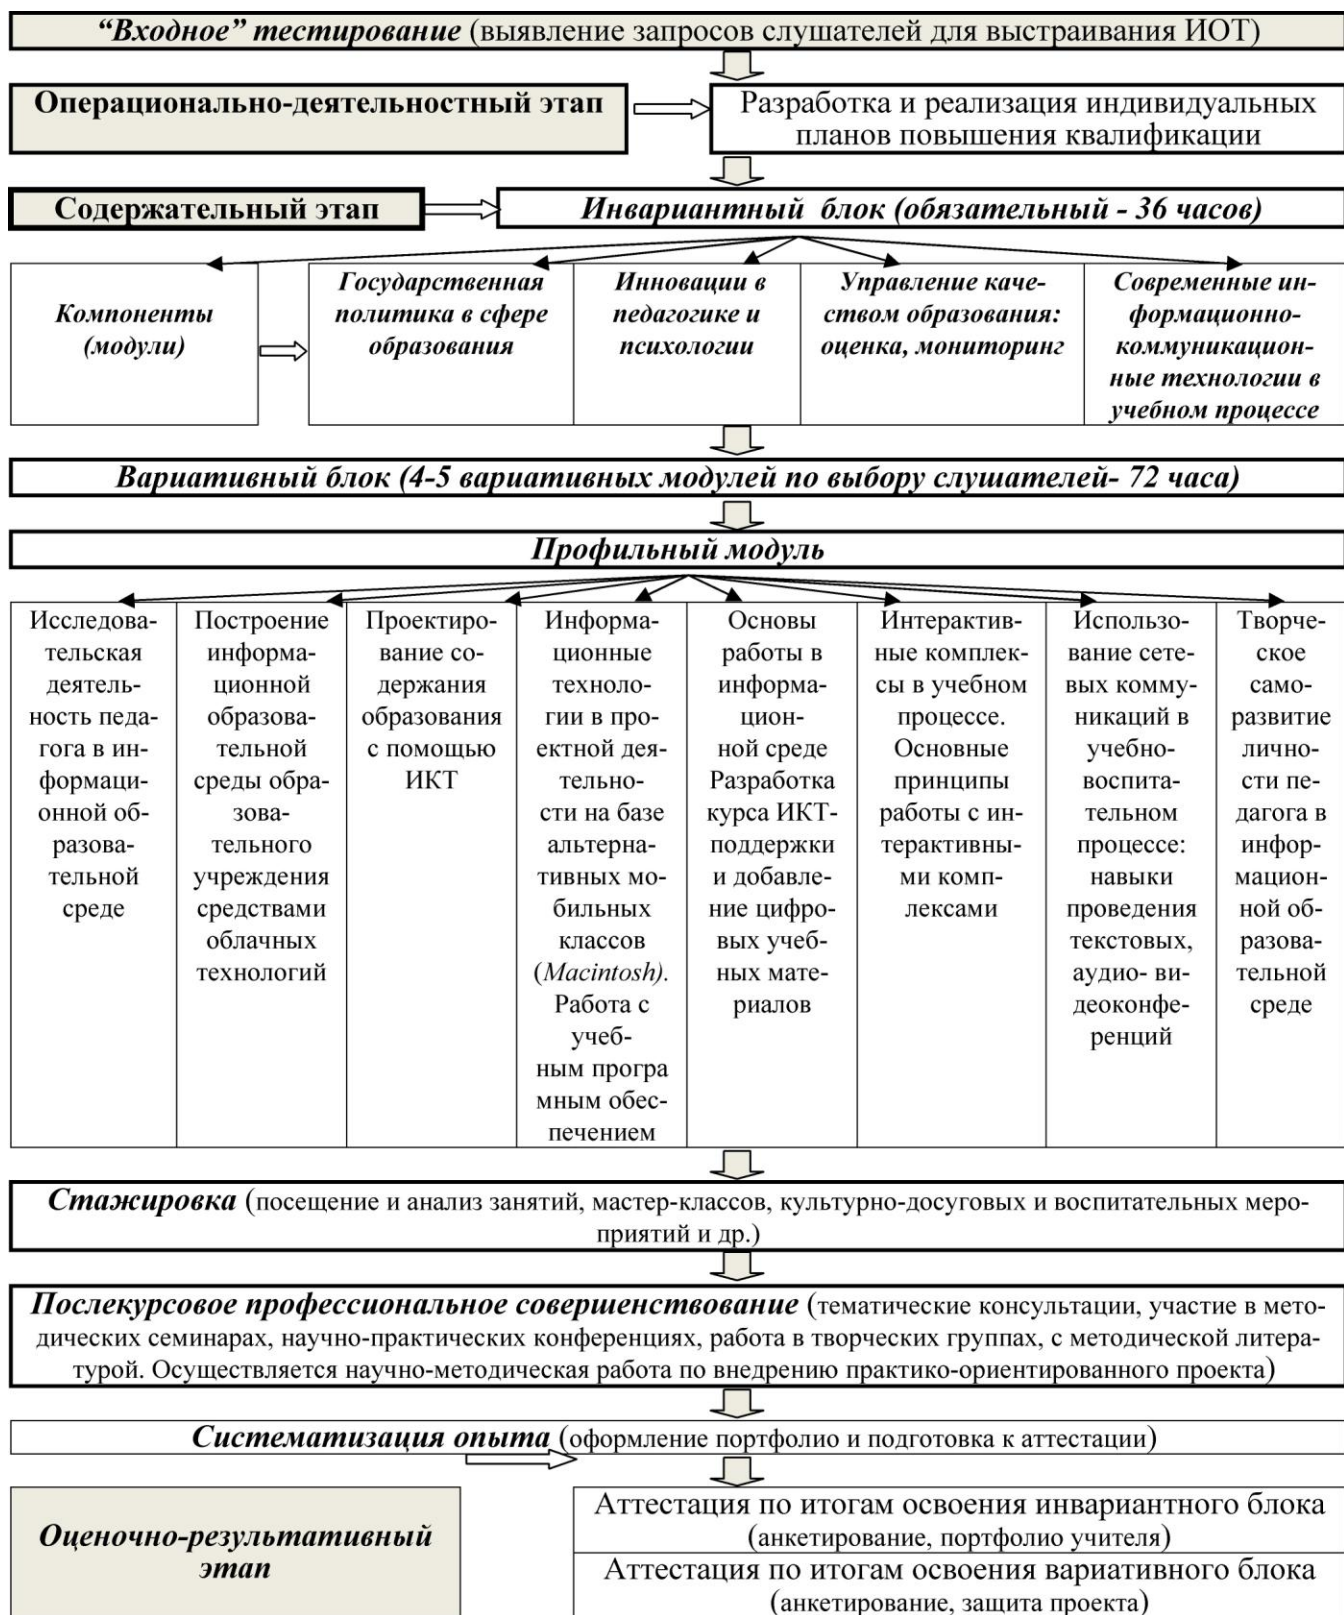 “Входное” тестирование (выявление запросов слушателей для выстраивания ИОТ)
Операционально-деятельностный этап
Разработка и реализация индивидуальных
планов повышения квалификации
Содержательный этап
Инвариантный блок (обязательный - 36 часов)
Компоненты
(модули)
Государственная
политика в сфере
образования
Инновации в
педагогике и
психологии
Управление каче-
ством образования:
оценка, мониторинг
Современные ин-
формационно-
коммуникацион-
ные технологии в
учебном процессе
Вариативный блок (4-5 вариативных модулей по выбору слушателей- 72 часа)
Профильный модуль
Исследова-
тельская
деятель-
ность педа-
гога в ин-
формаци-
онной об-
разова-
тельной
среде
Построение
информа-
ционной
образова-
тельной
среды обра-
зова-
тельного
учреждения
средствами
облачных
технологий
Проектиро-
вание со-
держания
образования
с помощью
ИКТ
Информа-
ционные
техноло-
гии в про-
ектной дея-
тельно-
сти на базе
альтерна-
тивных мо-
бильных
классов
(Macintosh).
Работа с
учеб-
ным програ
мным обес-
печением
Основы
работы в
информа-
цион-
ной среде
Разработка
курса ИКТ-
поддержки
и добавле-
ние цифро-
вых учеб-
ных мате-
риалов
Интерактив-
ные комплек-
сы в учебном
процессе.
Основные
принципы
работы с ин-
терактивны-
ми комп-
лексами
Использо-
вание сете-
вых комму-
никаций в
учебно-
воспита-
тельном
процессе:
навыки
проведения
текстовых,
аудио- ви-
деоконфе-
ренций
Творче-
ское
само-
развитие
лично-
сти пе-
дагога в
инфор-
мацион-
ной об-
разова-
тельной
среде
Стажировка (посещение и анализ занятий, мастер-классов, культурно-досуговых и воспитательных меро-
приятий и др.)
Послекурсовое профессиональное совершенствование (тематические консультации, участие в мето-
дических семинарах, научно-практических конференциях, работа в творческих группах, с методической литера-
турой. Осуществляется научно-методическая работа по внедрению практико-ориентированного проекта)
Систематизация опыта (оформление портфолио и подготовка к аттестации)
Оценочно-результативный
этап
Аттестация по итогам освоения инвариантного блока
(анкетирование, портфолио учителя)
Аттестация по итогам освоения вариативного блока
(анкетирование, защита проекта)